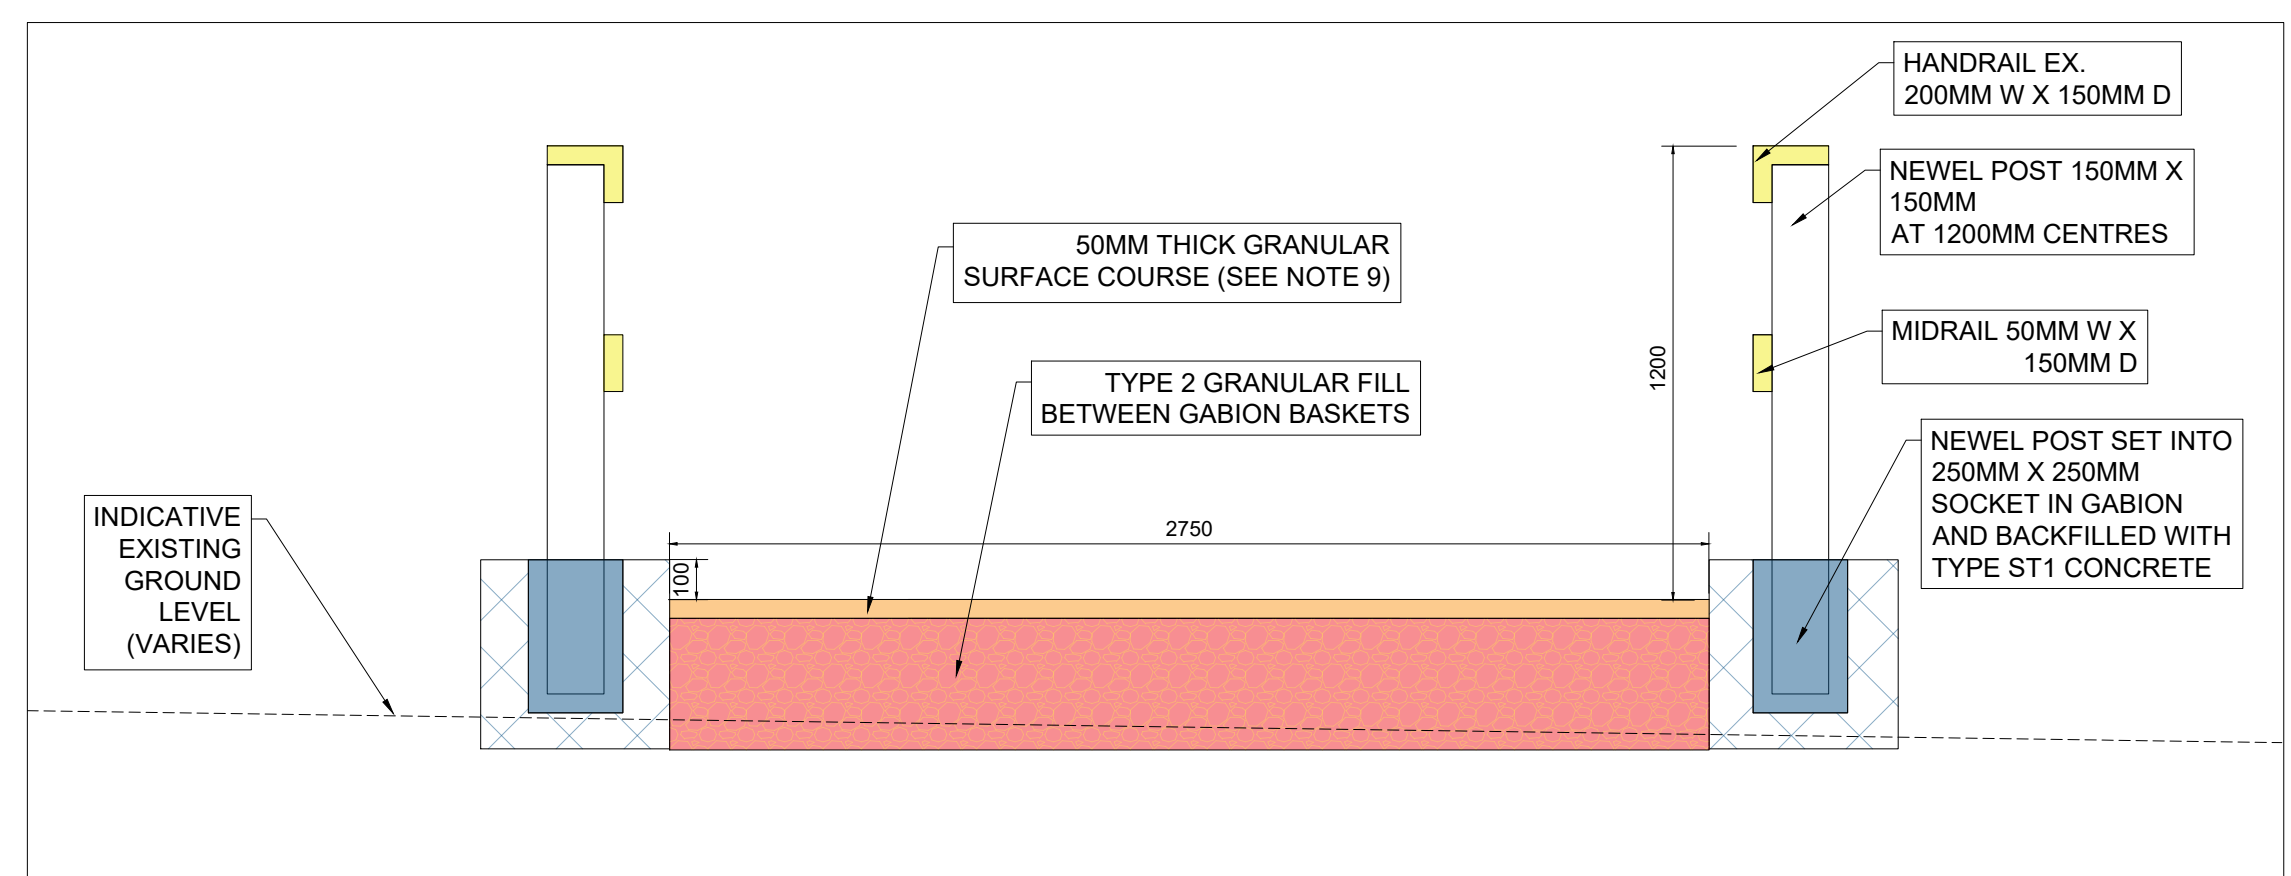 HANDRAIL EX.
200MM W X 150MM D
NEWEL POST 150MM X
150MM
AT 1200MM CENTRES
50MM THICK GRANULAR
SURFACE COURSE (SEE NOTE 9)
MIDRAIL 50MM W X
150MM D
1200
TYPE 2 GRANULAR FILL
BETWEEN GABION BASKETS
NEWEL POST SET INTO
250MM X 250MM
SOCKET IN GABION
AND BACKFILLED WITH
TYPE ST1 CONCRETE
INDICATIVE
EXISTING
GROUND
LEVEL
(VARIES)
2750
100